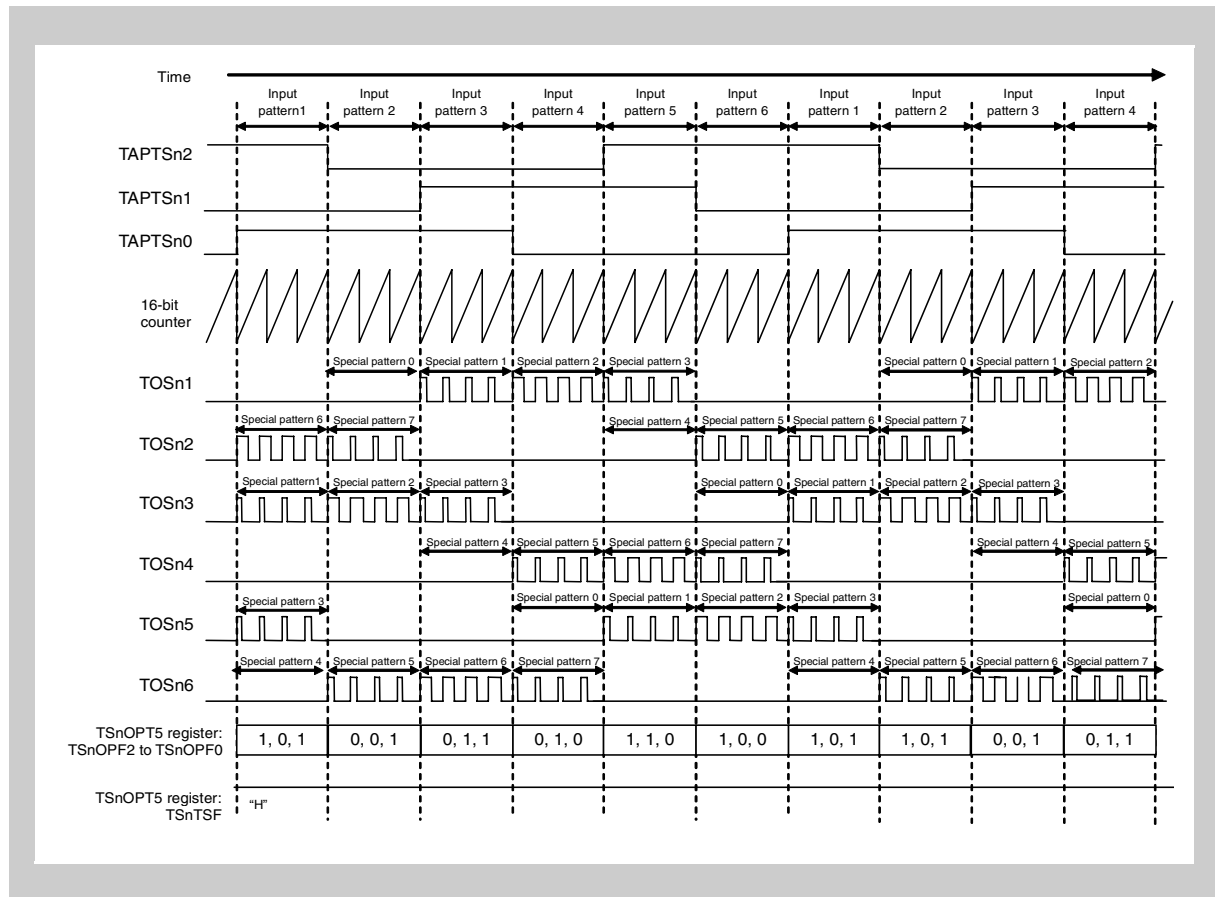 Time
Input pattern1
Input pattern 2
Input pattern 3
Input pattern 4
Input pattern 5
Input pattern 6
Input pattern 1
Input pattern 2
Input pattern 3
Input pattern 4
TAPTSn2
TAPTSn1
TAPTSn0
16-bit
counter
Special pattern 0 Special pattern 1 Special pattern 2 Special pattern 3 Special pattern 0 Special pattern 1 Special pattern 2
TOSn1
Special pattern 6 Special pattern 7 Special pattern 4 Special pattern 5 Special pattern 6 Special pattern 7
TOSn2
Special pattern1 Special pattern 2 Special pattern 3 Special pattern 0 Special pattern 1 Special pattern 2 Special pattern 3
TOSn3
Special pattern 4 Special pattern 5 Special pattern 6 Special pattern 7 Special pattern 4 Special pattern 5
TOSn4
Special pattern 3 Special pattern 0 Special pattern 1 Special pattern 2 Special pattern 3 Special pattern 0
TOSn5
Special pattern 4 Special pattern 5 Special pattern 6 Special pattern 7 Special pattern 4 Special pattern 5 Special pattern 6 Special pattern 7
TOSn6
TSnOPT5 register:
TSnOPF2 to TSnOPF0
1, 0, 1 0, 0, 1 0, 1, 1 0, 1, 0 1, 1, 0 1, 0, 0 1, 0, 1 1, 0, 1 0, 0, 1 0, 1, 1
TSnOPT5 register:
TSnTSF
“H”